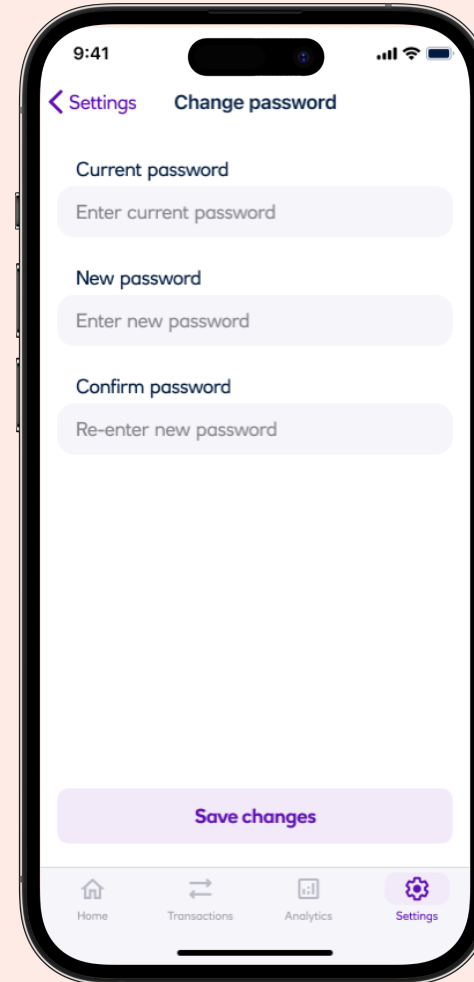 9:41
Settings Change password
Current password
Enter current password
New password
Enter new password
Confirm password
Re-enter new password
Save changes
Home Transactions Analytics Settings